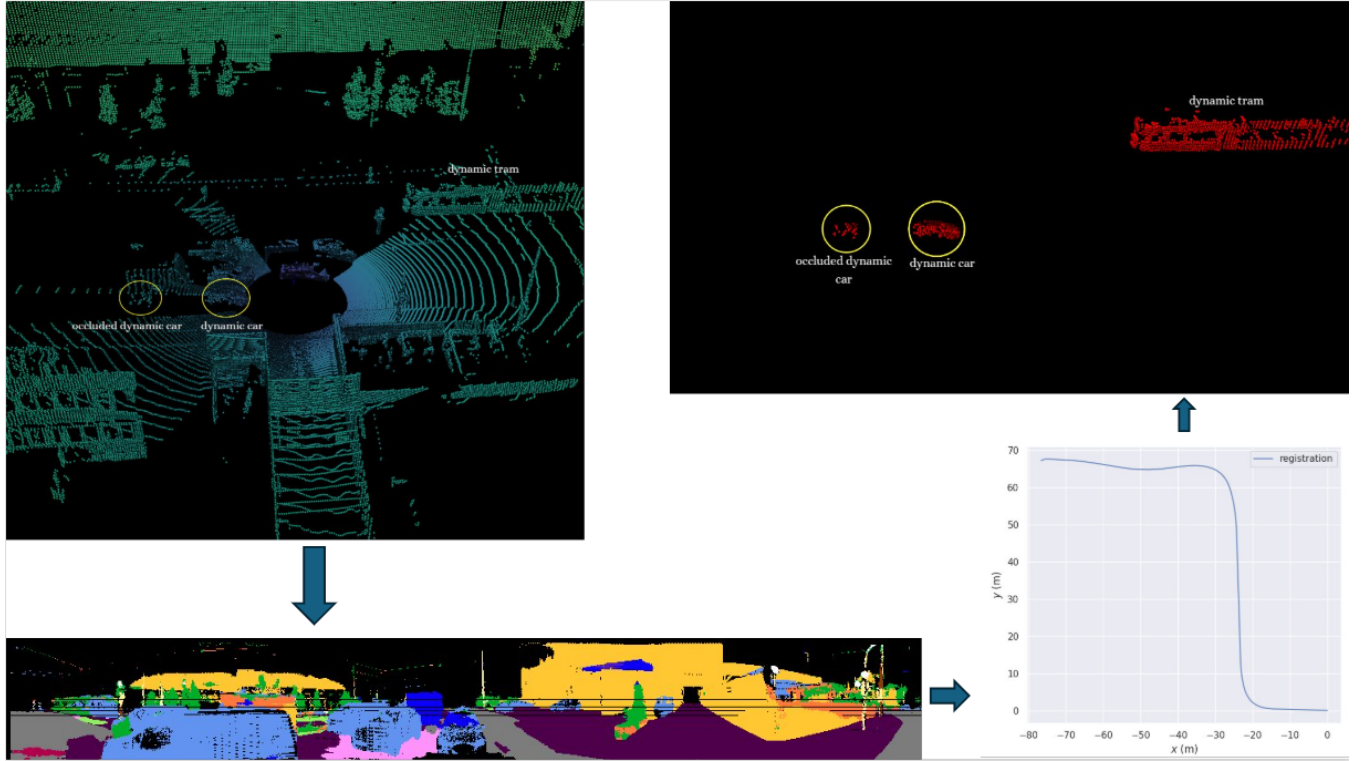 dynamic tram
occluded dynamic car
dynamic car
dynamic tram
occluded dynamic
car
dynamic car
registration
70
60
50
40
30
20
10
0
y (m)
−80
−70
−60
−50
−40
−30
−20
−10
0
x (m)